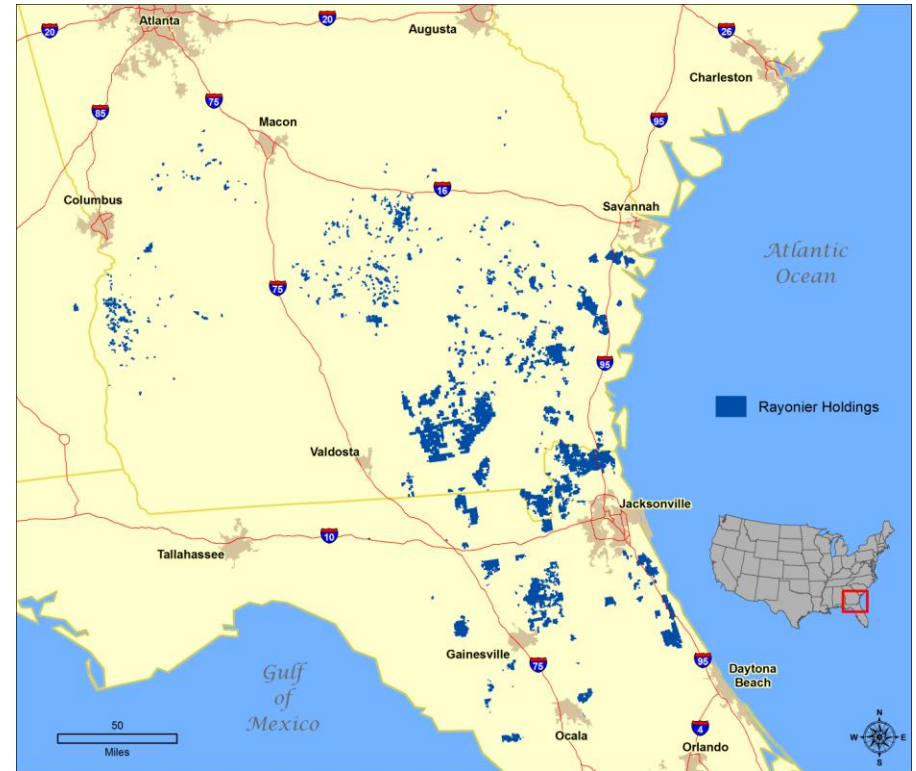 20
Atlanta
20
Augusta
26
Charleston
75
85
Macon
95
16
Columbus
Savannah
Atlantic
Ocean
75
95
Rayonier Holdings
Valdosta
Jacksonville
10
Tallahassee
Gainesville
75
95
Daytona
Beach
Gulf
of
Mexico
50
Miles
Ocala
4
Orlando
N
W
E
S